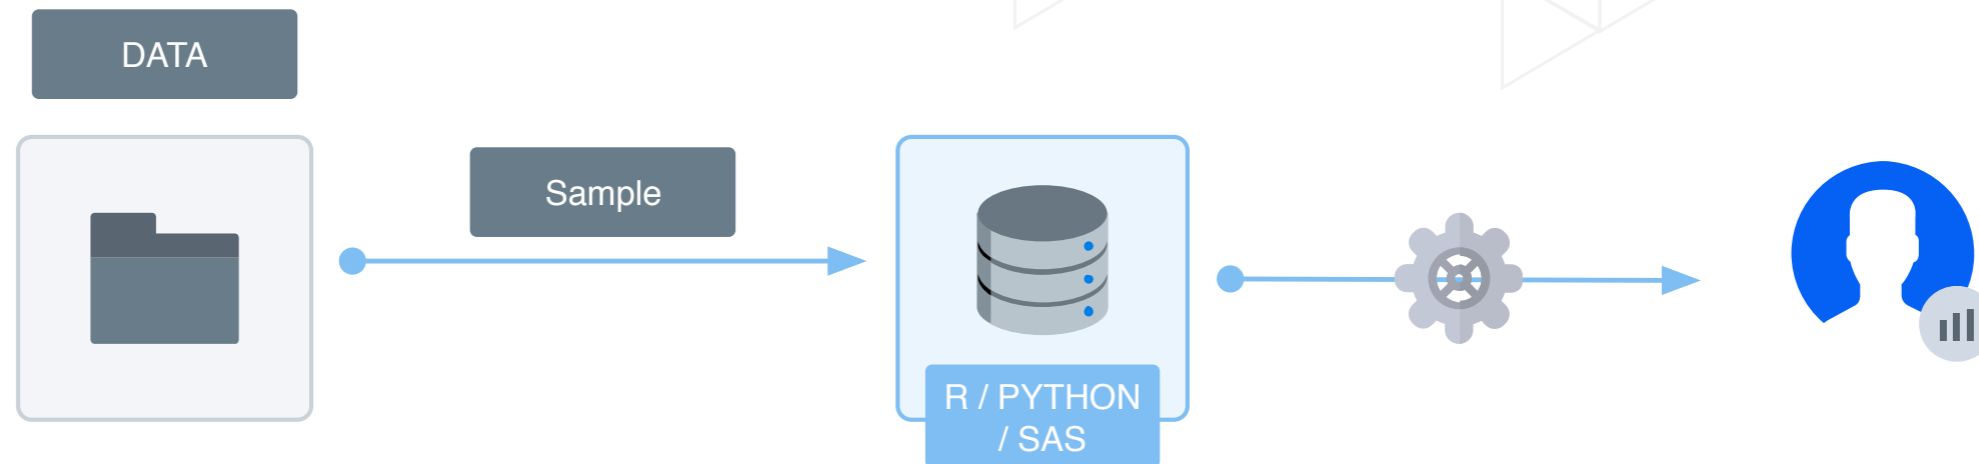 DATA
Sample
R / PYTHON
/ SAS